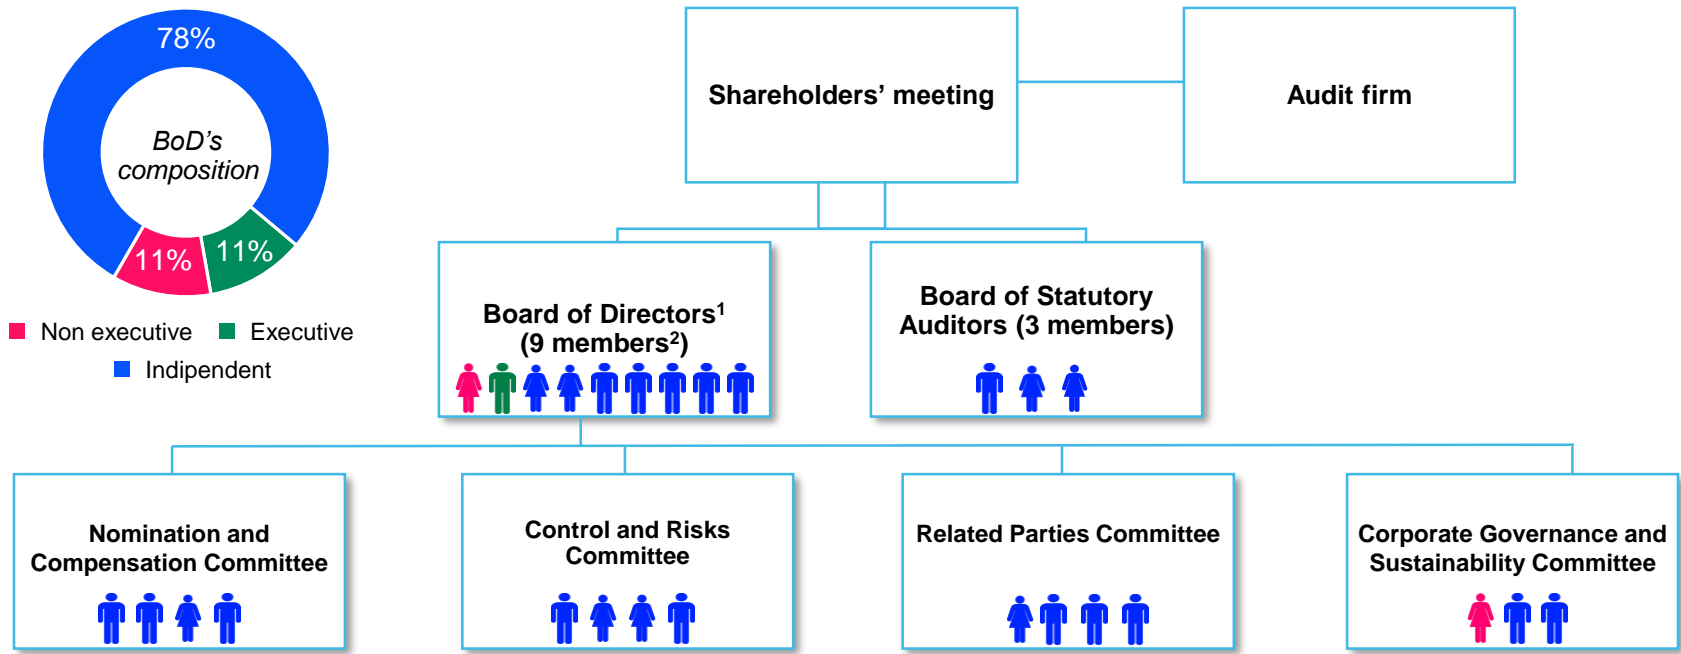 78%
BoD's
composition
11%
11%
Non executive
Executive
Indipendent
Shareholders' meeting
Audit firm
Board of Directors¹
(9 members²)
Board of Statutory
Auditors (3 members)
Nomination and
Compensation Committee
Control and Risks
Committee
Related Parties Committee
Corporate Governance and
Sustainability Committee